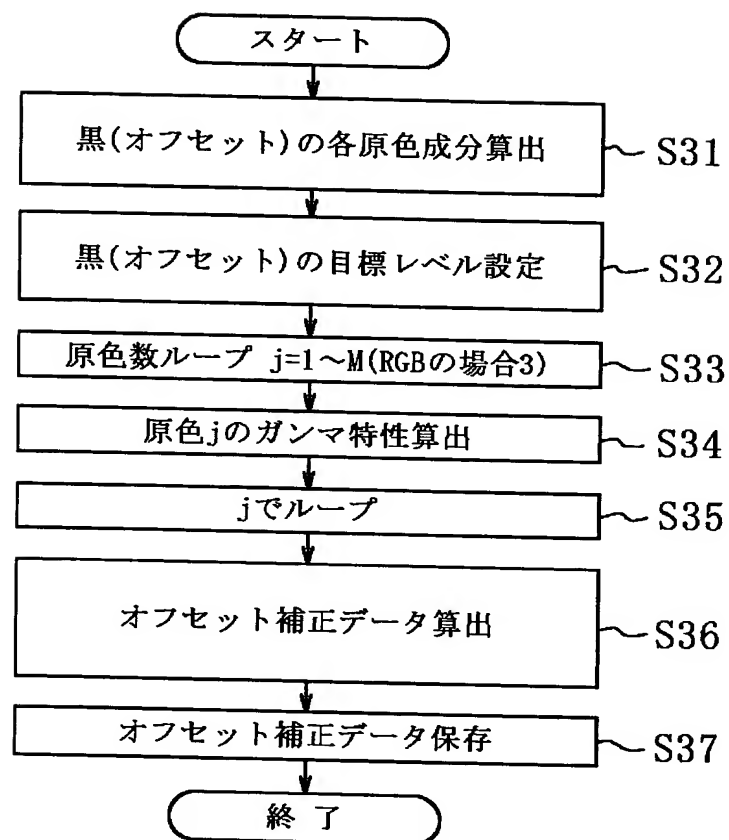 スタート
黒(オフセット)の各原色成分算出 S31
黒(オフセット)の目標レベル設定 S32
原色数ループ j=1～M(RGBの場合3) S33
原色jのガンマ特性算出 S34
jでループ S35
オフセット補正データ算出 S36
オフセット補正データ保存 S37
終了